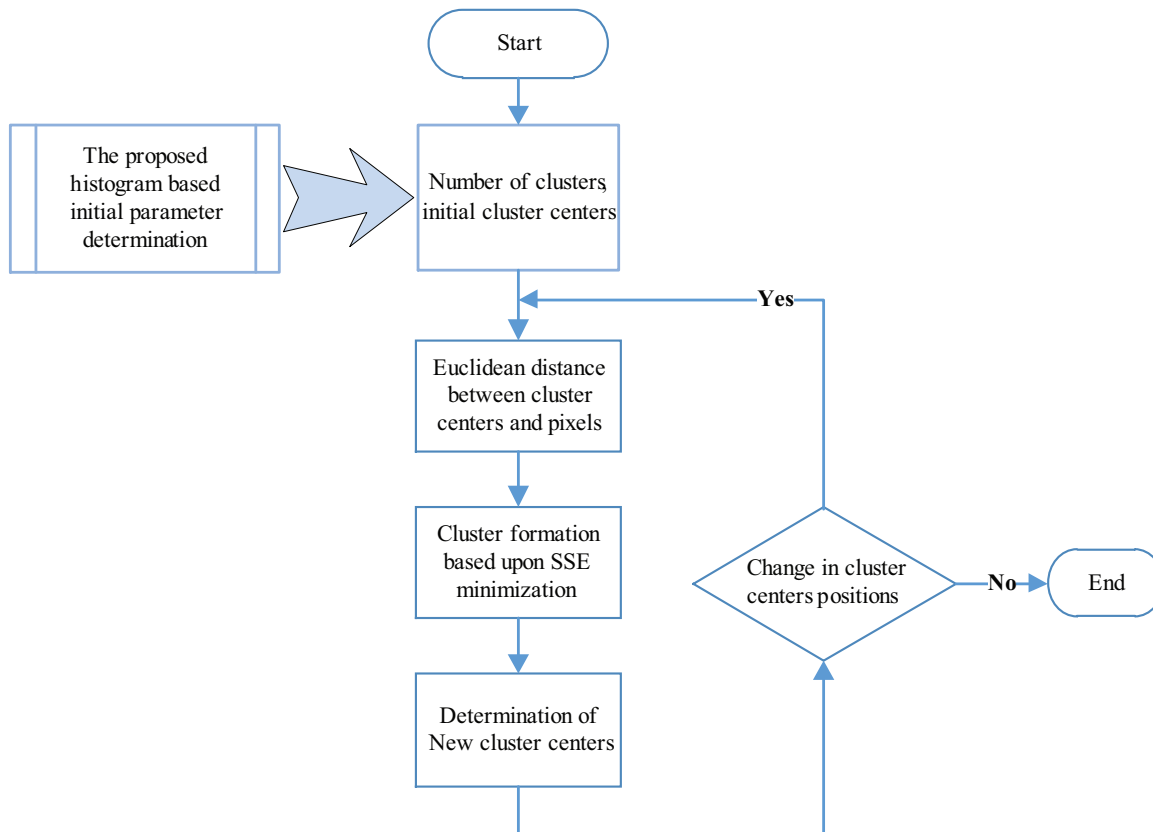 Start
The proposed
histogram based
initial parameter
determination
Number of clusters,
initial cluster centers
Yes
Euclidean distance
between cluster
centers and pixels
Cluster formation
based upon SSE
minimization
Change in cluster
centers positions
No
End
Determination of
New cluster centers